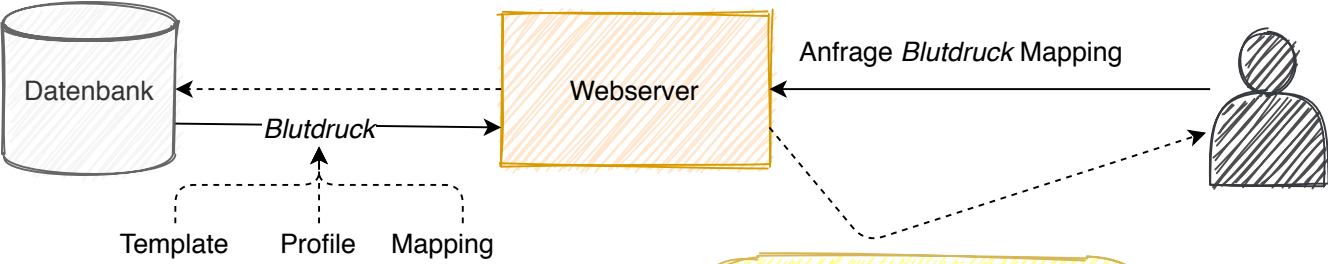 Anfrage Blutdruck Mapping
Datenbank
Webserver
Blutdruck
Template
Profile
Mapping